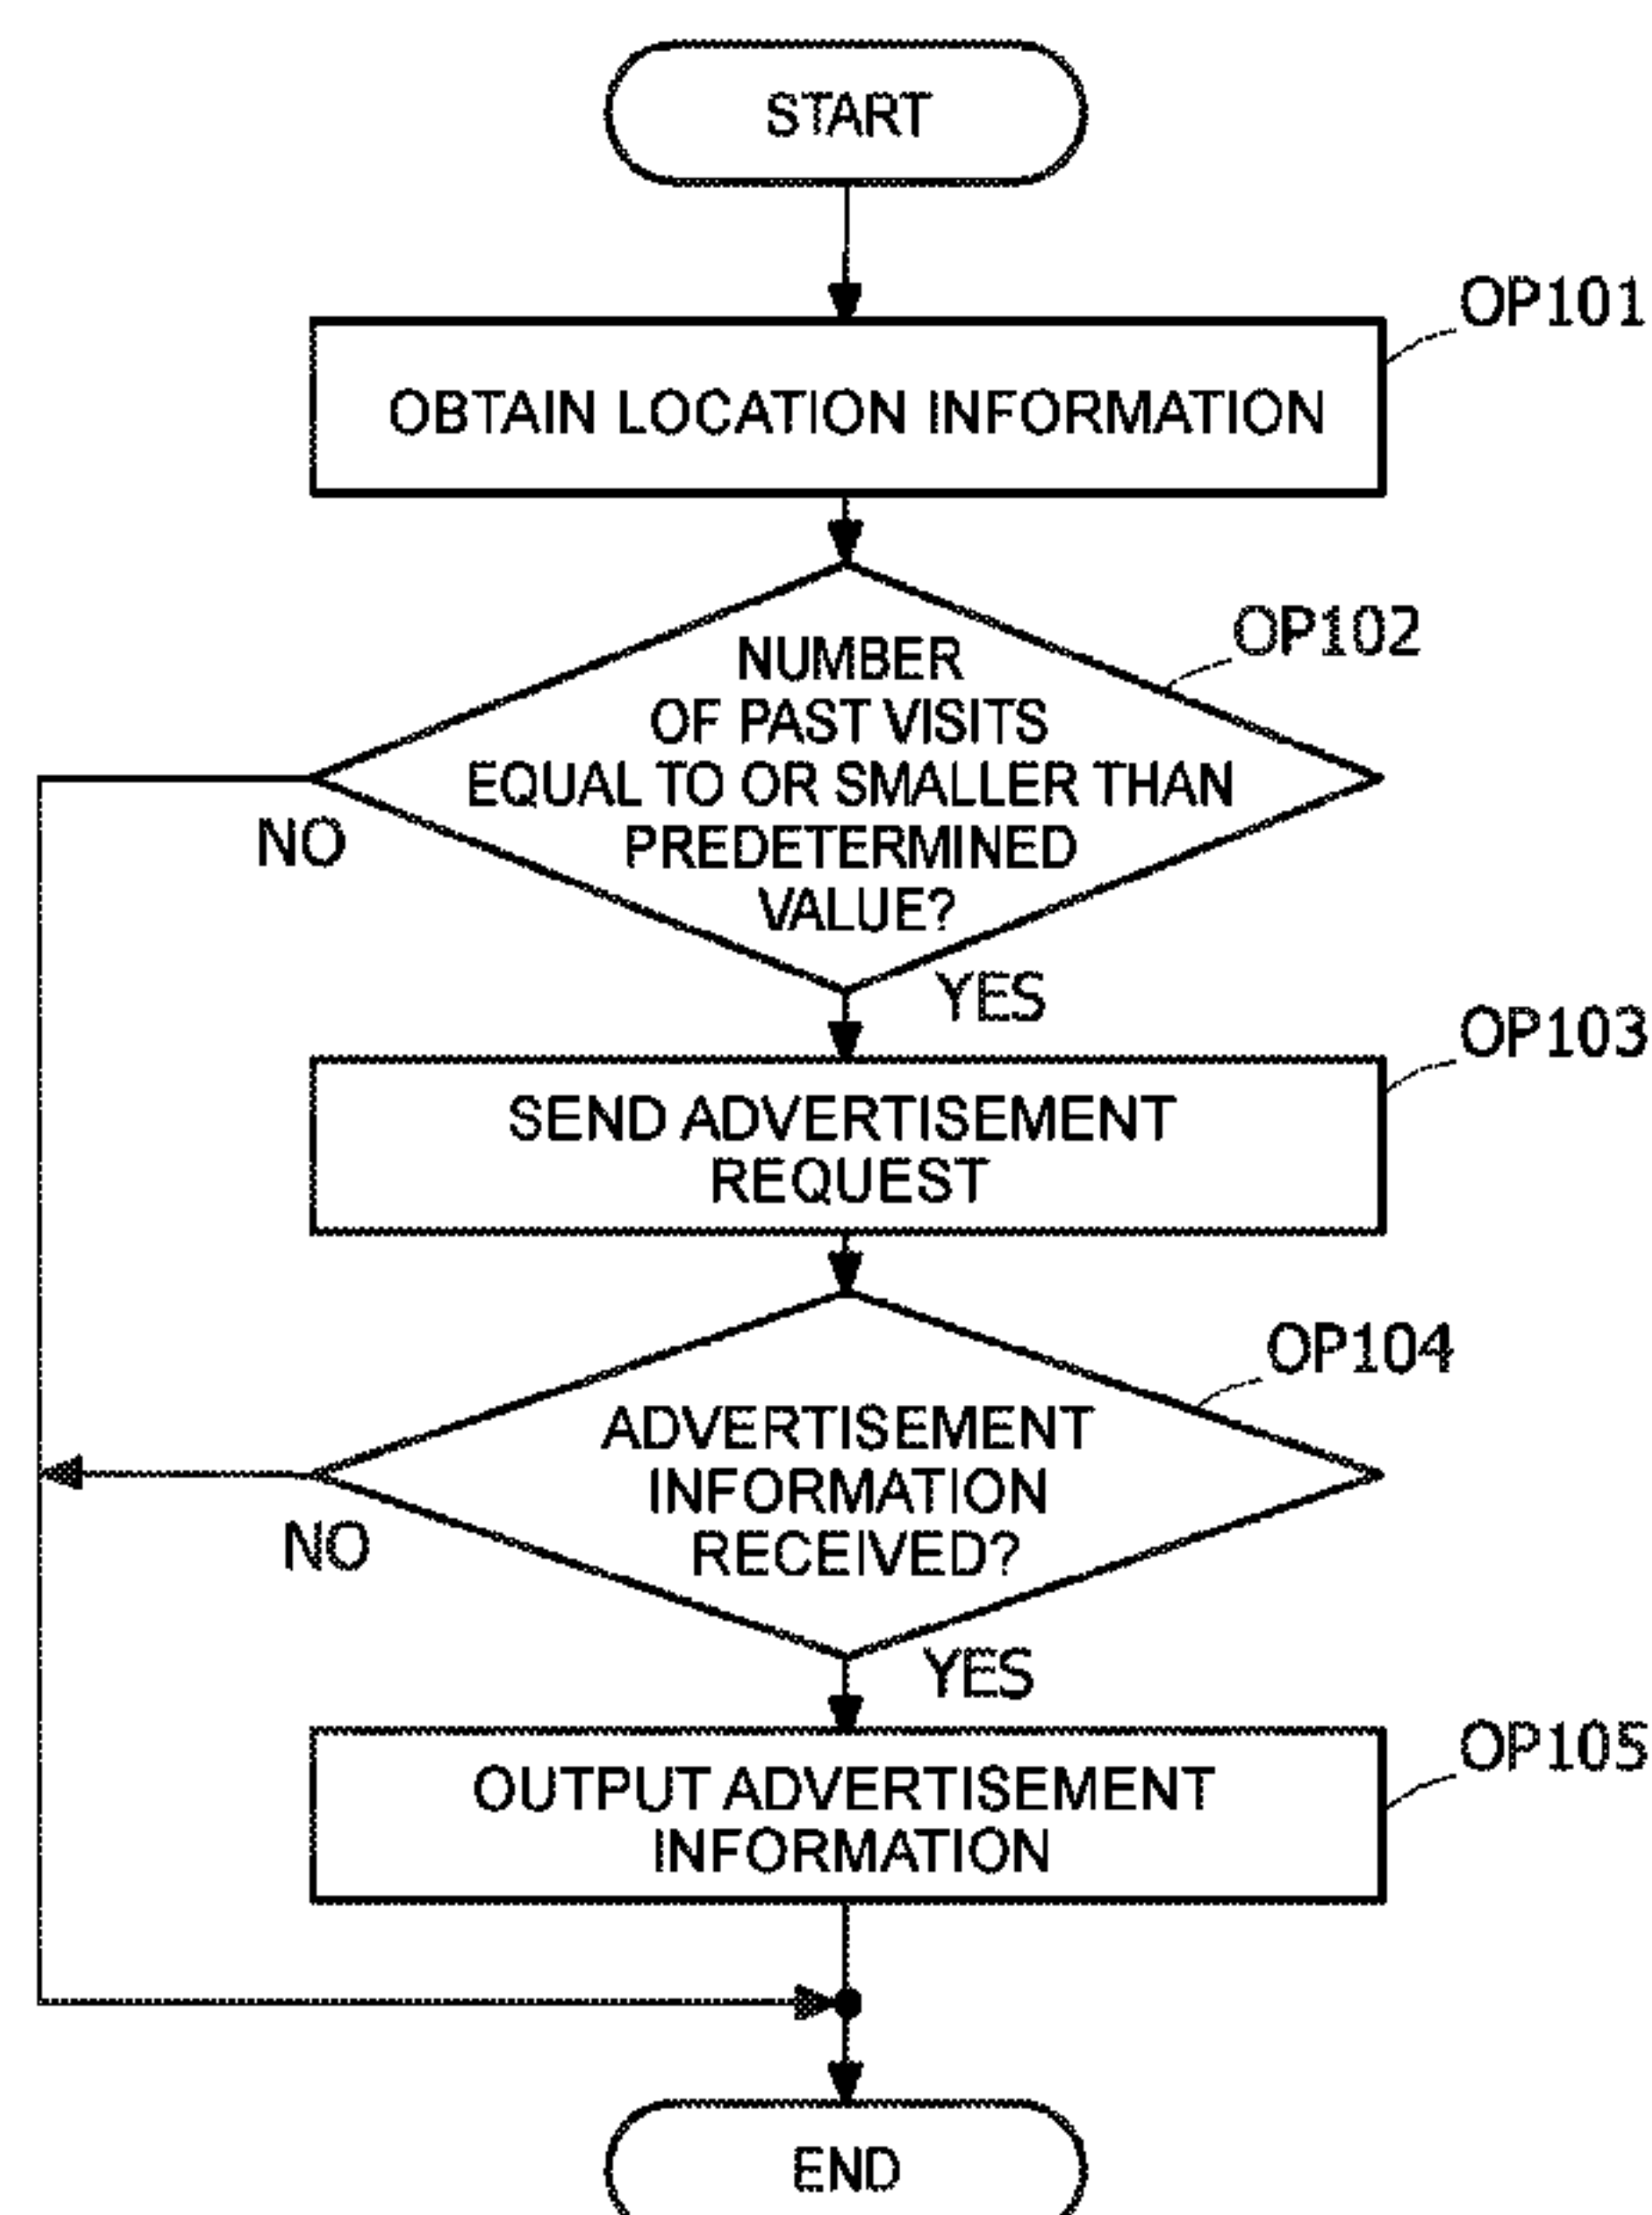 START
OP101
OBTAIN LOCATION INFORMATION
OP102
NUMBER
OF PAST VISITS
EQUAL TO OR SMALLER THAN
PREDETERMINED
VALUE?
NO
YES
OP103
SEND ADVERTISEMENT
REQUEST
OP104
ADVERTISEMENT
INFORMATION
RECEIVED?
NO
YES
OP105
OUTPUT ADVERTISEMENT
INFORMATION
END